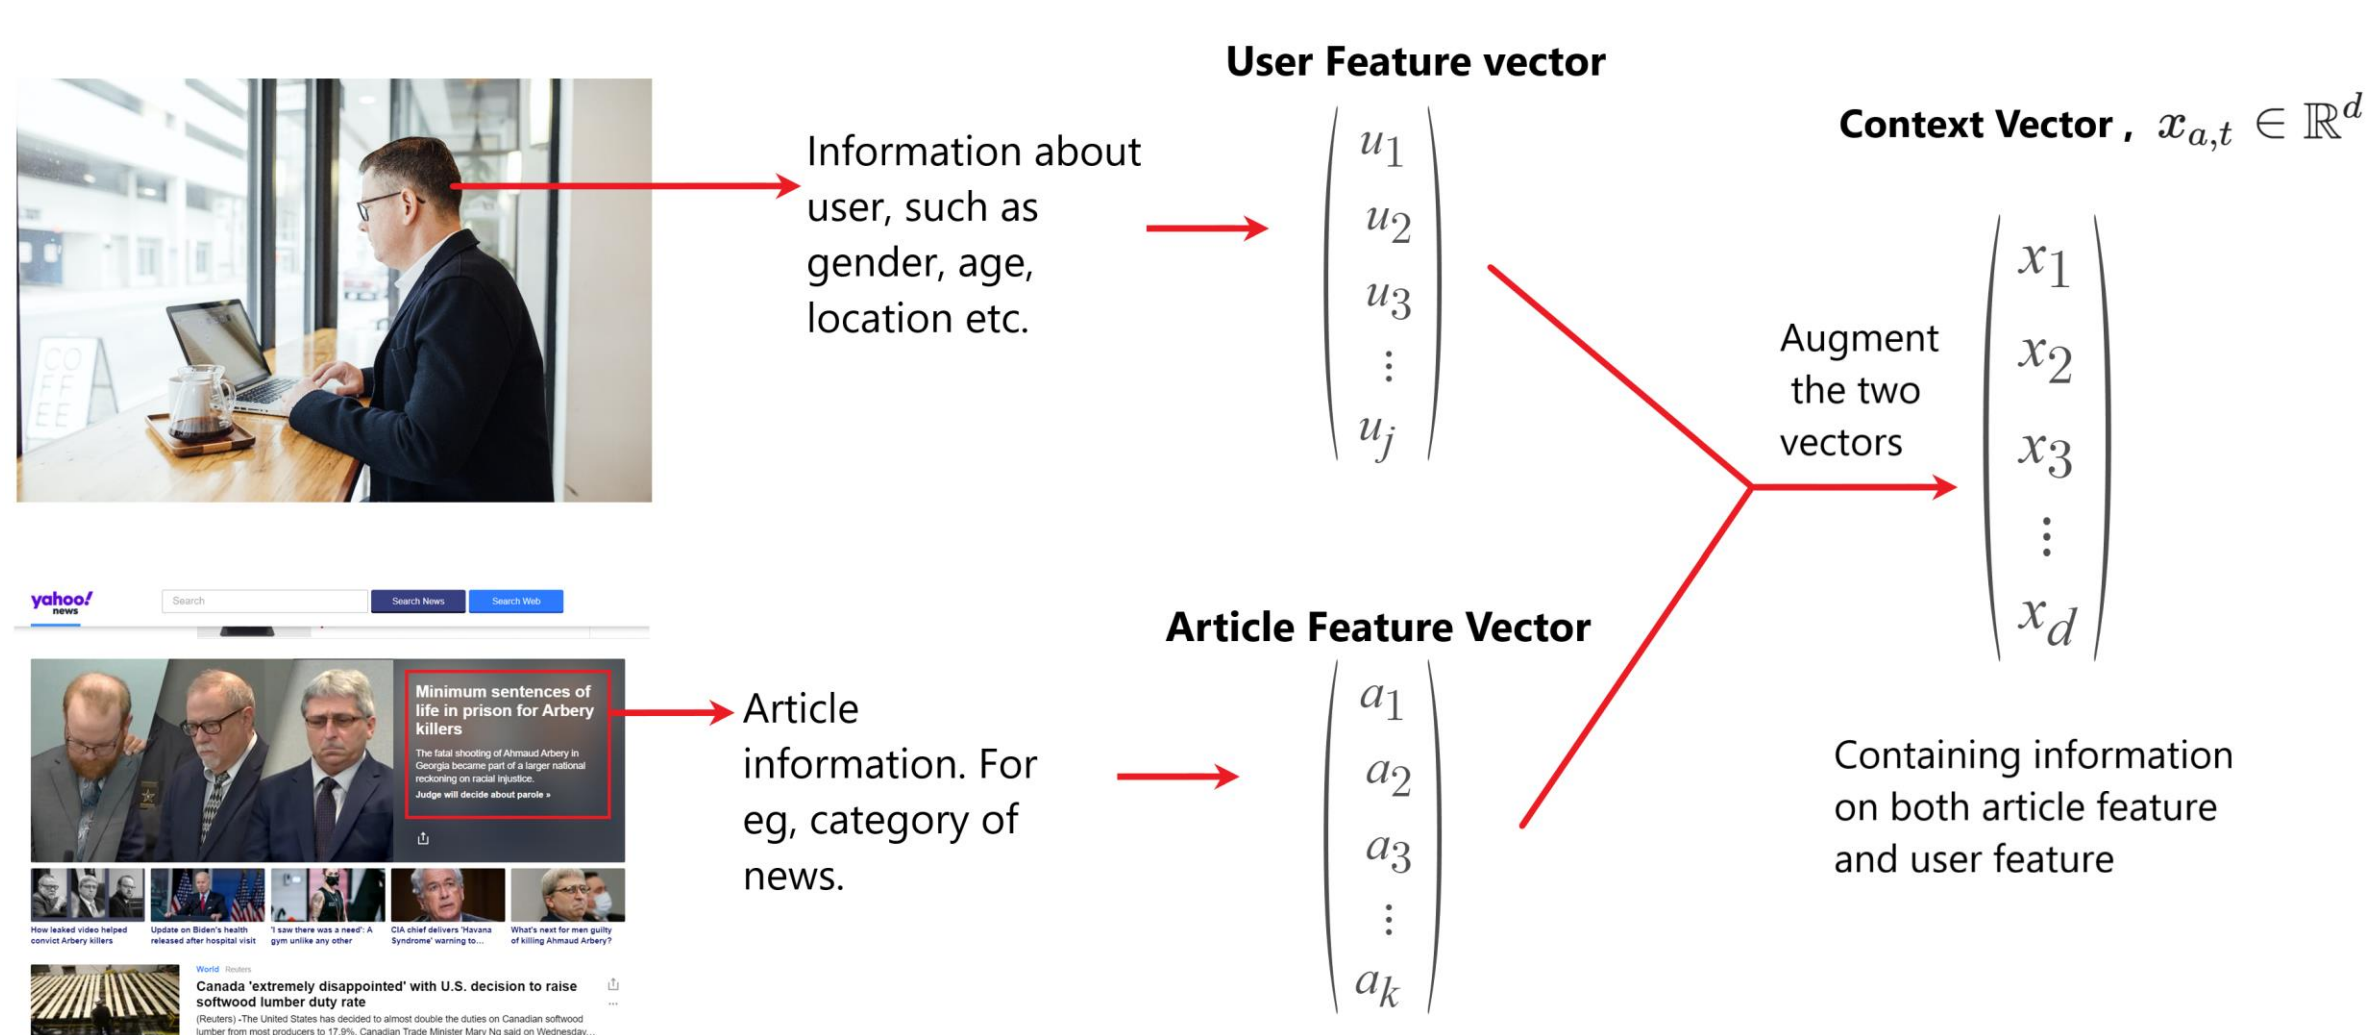 User Feature vector
Context Vector , x_{a,t} ∈ ℝ^d
Information about
user, such as
gender, age,
location etc.
u_1
u_2
u_3
⋮
u_j
Augment
the two
vectors
x_1
x_2
x_3
⋮
x_d
Containing information
on both article feature
and user feature
CO
FF
EE
yahoo!
news
Search
Search News
Search Web
Minimum sentences of
life in prison for Arbery
killers
The fatal shooting of Ahmaud Arbery in
Georgia became part of a larger national
reckoning on racial injustice.
Judge will decide about parole »
Article
information. For
eg, category of
news.
Article Feature Vector
a_1
a_2
a_3
⋮
a_k
How leaked video helped
convict Arbery killers
Update on Biden's health
released after hospital visit
'I saw there was a need': A
gym unlike any other
CIA chief delivers 'Havana
Syndrome' warning to...
What's next for men guilty
of killing Ahmaud Arbery?
World Reuters
Canada 'extremely disappointed' with U.S. decision to raise
softwood lumber duty rate
(Reuters) -The United States has decided to almost double the duties on Canadian softwood
lumber from most producers to 17.9%, Canadian Trade Minister Mary Ng said on Wednesday...